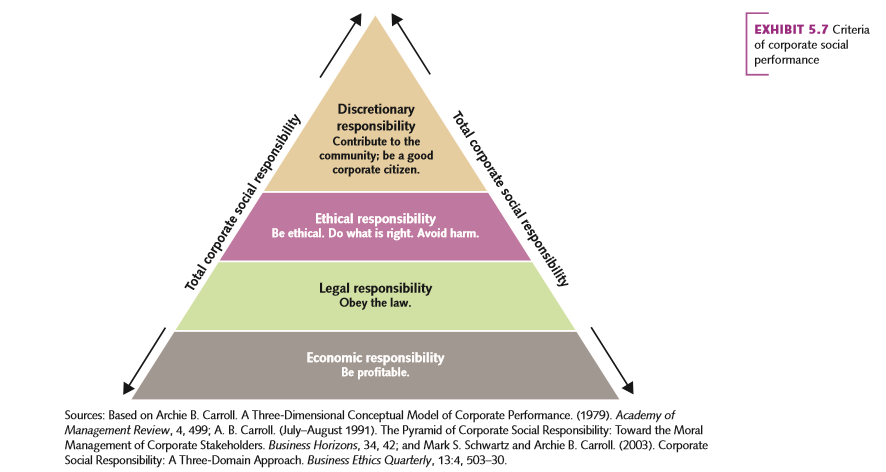 EXHIBIT 5.7 Criteria
of corporate social
performance
Discretionary
responsibility
Contribute to the
community; be a good
corporate citizen.
Total corporate social responsibility
Total corporate social responsibility
Ethical responsibility
Be ethical. Do what is right. Avoid harm.
Legal responsibility
Obey the law.
Economic responsibility
Be profitable.
Sources: Based on Archie B. Carroll. A Three-Dimensional Conceptual Model of Corporate Performance. (1979). Academy of
Management Review, 4, 499; A. B. Carroll. (July–August 1991). The Pyramid of Corporate Social Responsibility: Toward the Moral
Management of Corporate Stakeholders. Business Horizons, 34, 42; and Mark S. Schwartz and Archie B. Carroll. (2003). Corporate
Social Responsibility: A Three-Domain Approach. Business Ethics Quarterly, 13:4, 503–30.